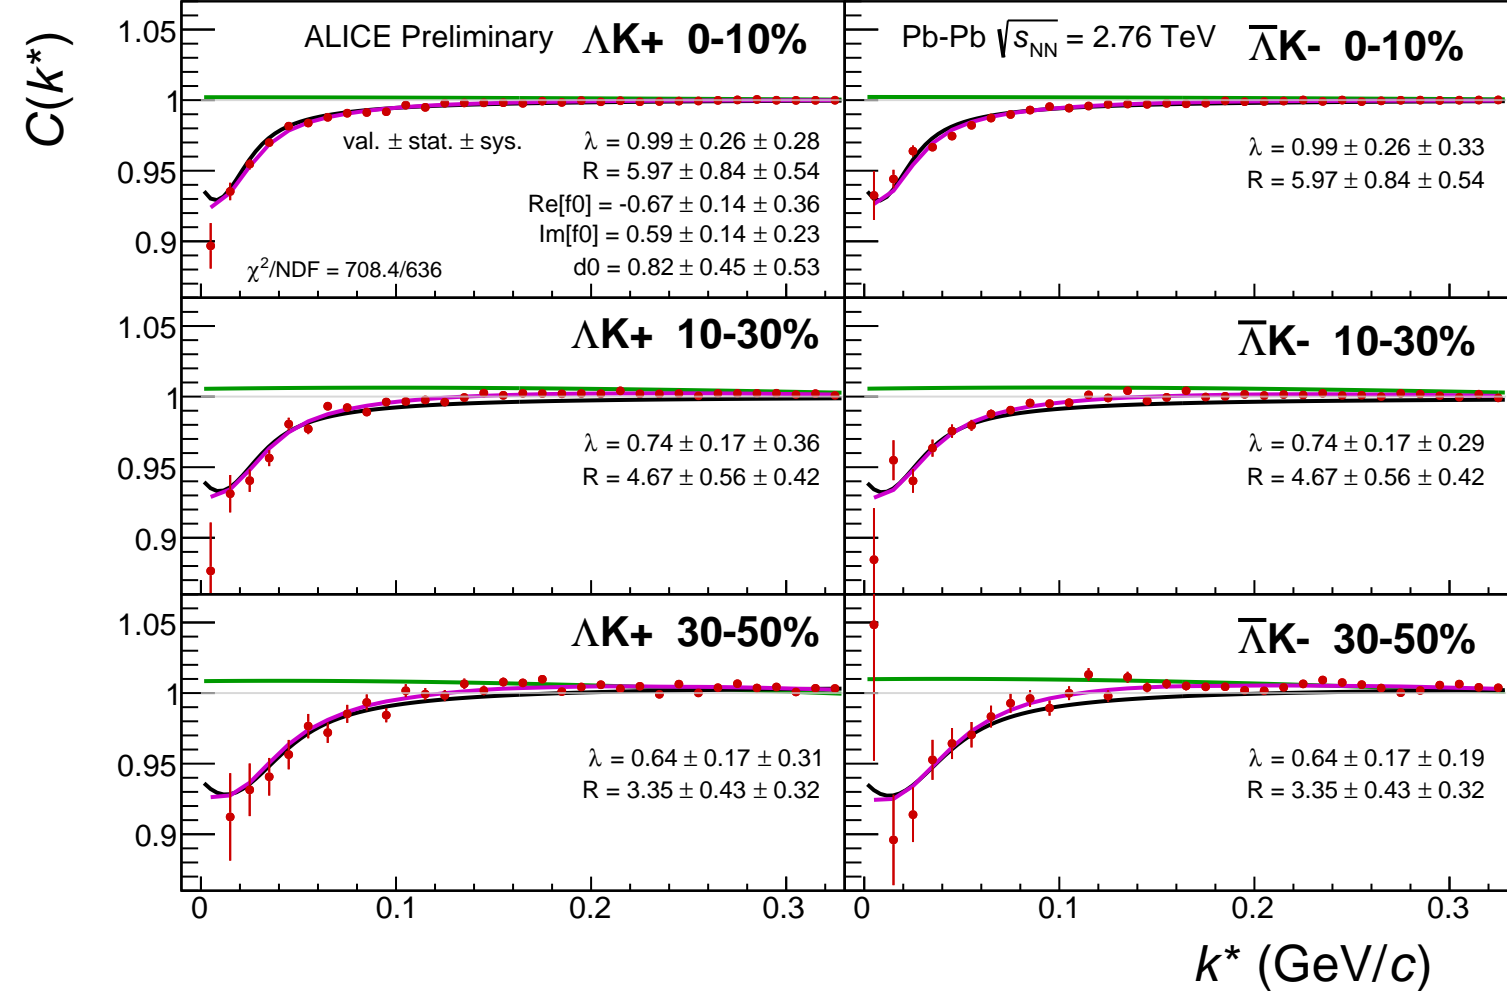 C(k*)
ALICE Preliminary ΛK+ 0-10%
val. ± stat. ± sys.
λ = 0.99 ± 0.26 ± 0.28
R = 5.97 ± 0.84 ± 0.54
Re[f0] = -0.67 ± 0.14 ± 0.36
Im[f0] = 0.59 ± 0.14 ± 0.23
d0 = 0.82 ± 0.45 ± 0.53
χ²/NDF = 708.4/636
1.05
1
0.95
0.9
Pb-Pb √sNN = 2.76 TeV Λ̅K- 0-10%
λ = 0.99 ± 0.26 ± 0.33
R = 5.97 ± 0.84 ± 0.54
ΛK+ 10-30%
λ = 0.74 ± 0.17 ± 0.36
R = 4.67 ± 0.56 ± 0.42
1.05
1
0.95
0.9
Λ̅K- 10-30%
λ = 0.74 ± 0.17 ± 0.29
R = 4.67 ± 0.56 ± 0.42
ΛK+ 30-50%
λ = 0.64 ± 0.17 ± 0.31
R = 3.35 ± 0.43 ± 0.32
1.05
1
0.95
0.9
Λ̅K- 30-50%
λ = 0.64 ± 0.17 ± 0.19
R = 3.35 ± 0.43 ± 0.32
0 0.1 0.2 0.3
0 0.1 0.2 0.3
k* (GeV/c)